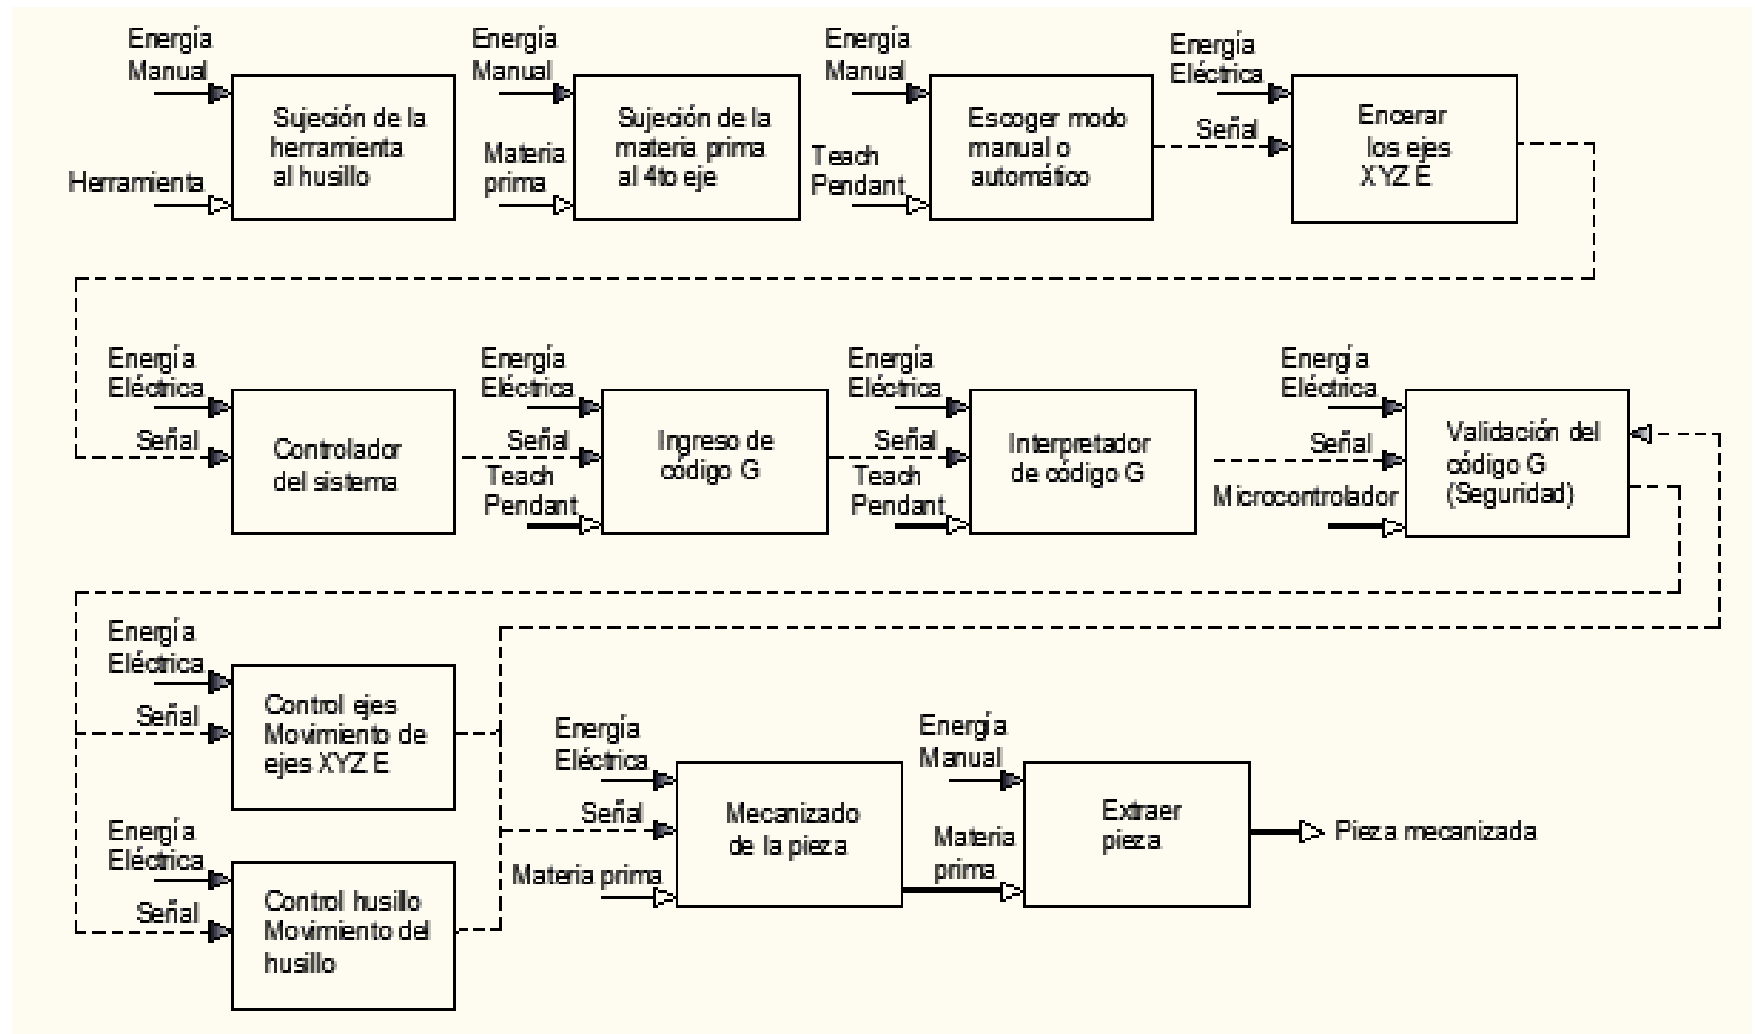 Energía
Manual
Herramienta
Sujeción de la
herramienta
al husillo
Energía
Manual
Materia
prima
Sujeción de la
materia prima
al 4to eje
Energía
Manual
Teach
Pendant
Escoger modo
manual o
automático
Energía
Eléctrica
Señal
Encerar
los ejes
XYZ E
Energía
Eléctrica
Señal
Controlador
del sistema
Energía
Eléctrica
Señal
Teach
Pendant
Ingreso de
código G
Energía
Eléctrica
Señal
Teach
Pendant
Interpretador
de código G
Energía
Eléctrica
Señal
Microcontrolador
Validación del
código G
(Seguridad)
Energía
Eléctrica
Señal
Control ejes
Movimiento de
ejes XYZ E
Energía
Eléctrica
Señal
Control husillo
Movimiento del
husillo
Energía
Eléctrica
Señal
Materia prima
Mecanizado
de la pieza
Energía
Manual
Materia
prima
Extraer
pieza
Pieza mecanizada